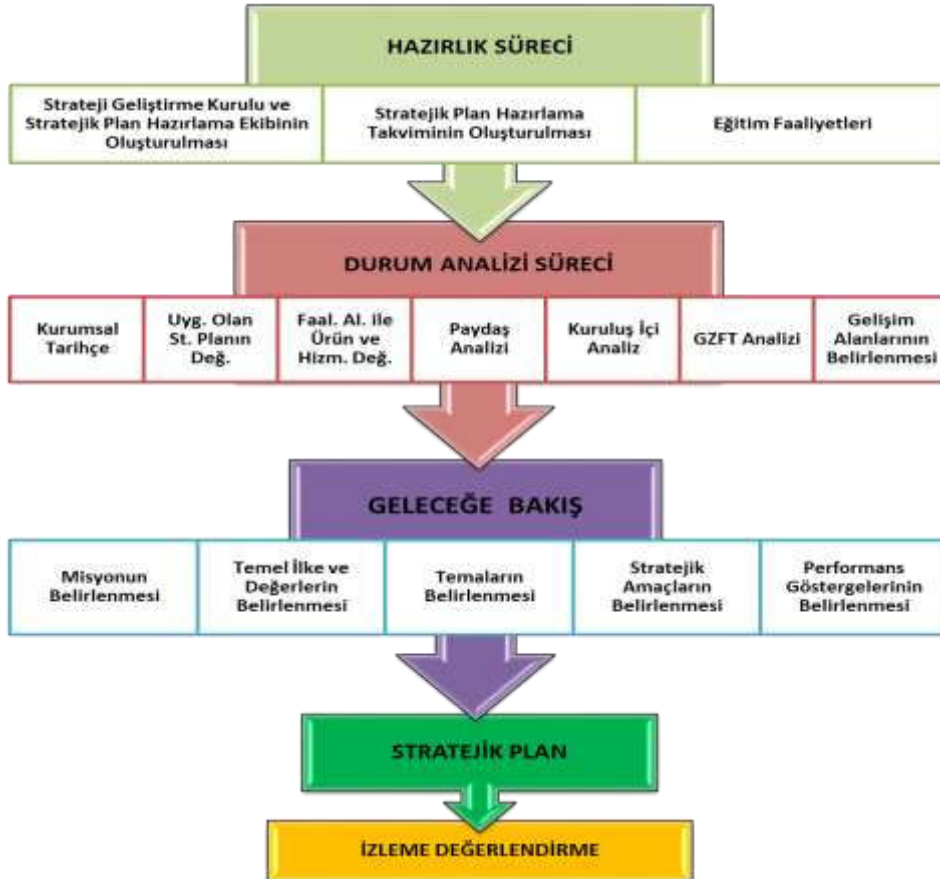 HAZIRLIK SÜRECİ
Strateji Geliştirme Kurulu ve
Stratejik Plan Hazırlama Ekibinin
Oluşturulması
Stratejik Plan Hazırlama
Takviminin Oluşturulması
Eğitim Faaliyetleri
DURUM ANALİZİ SÜRECİ
Kurumsal
Tarihçe
Uyg. Olan
St. Planın
Değ.
Faal. Al. ile
Ürün ve
Hizm. Değ.
Paydaş
Analizi
Kuruluş İçi
Analiz
GZFT Analizi
Gelişim
Alanlarının
Belirlenmesi
GELECEĞE BAKIŞ
Misyonun
Belirlenmesi
Temel İlke ve
Değerlerin
Belirlenmesi
Temaların
Belirlenmesi
Stratejik
Amaçların
Belirlenmesi
Performans
Göstergelerinin
Belirlenmesi
STRATEJİK PLAN
İZLEME DEĞERLENDİRME